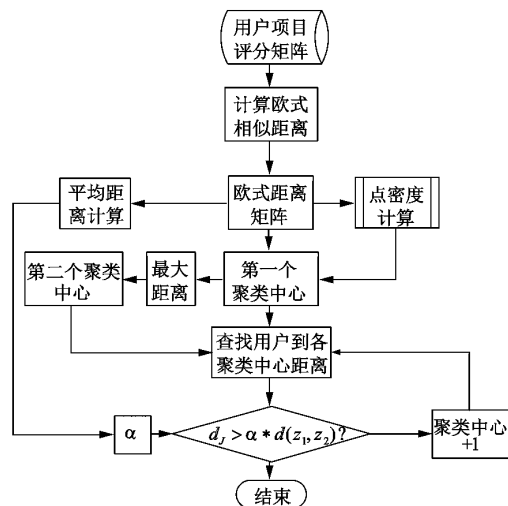 用户项目
评分矩阵
计算欧式
相似距离
平均距
离计算
欧式距离
矩阵
点密度
计算
第二个聚类
中心
最大
距离
第一个
聚类中心
查找用户到各
聚类中心距离
α
d_J > α * d(z_1, z_2)?
聚类中心
+1
结束